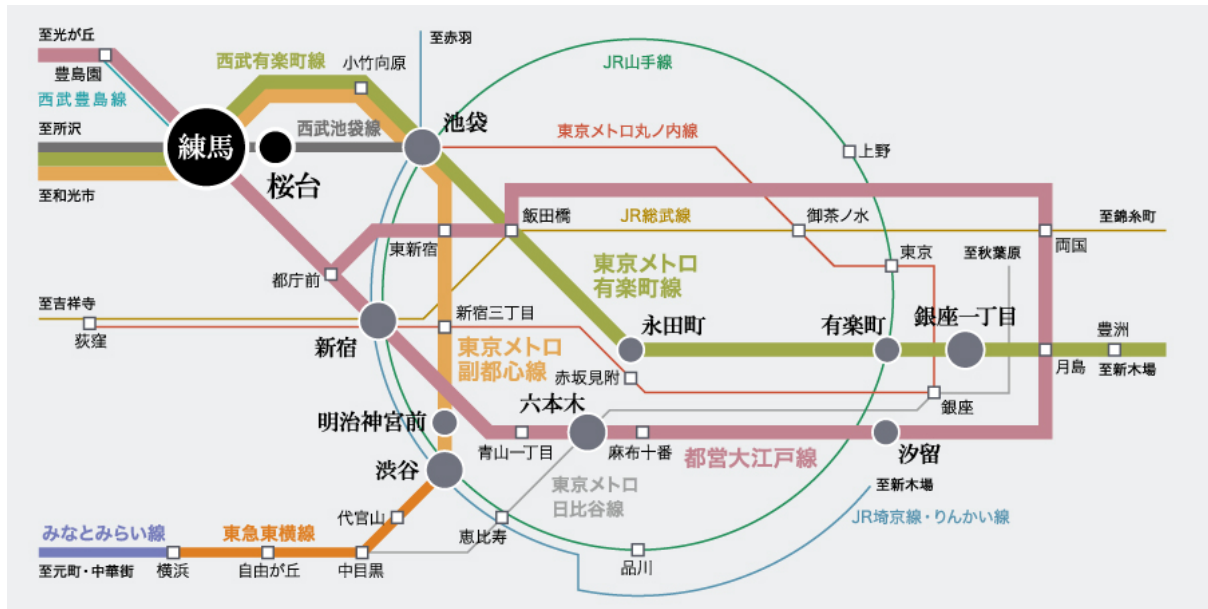 至光が丘
豊島園
西武豊島線
西武有楽町線
小竹向原
至赤羽
JR山手線
至所沢
練馬
西武池袋線
池袋
東京メトロ丸ノ内線
上野
桜台
至和光市
飯田橋
JR総武線
御茶ノ水
至錦糸町
東新宿
両国
都庁前
東京メトロ
有楽町線
東京
至秋葉原
至吉祥寺
荻窪
新宿
新宿三丁目
永田町
有楽町
銀座一丁目
豊洲
東京メトロ
副都心線
赤坂見附
月島
至新木場
銀座
明治神宮前
六本木
青山一丁目
麻布十番
都営大江戸線
汐留
渋谷
東京メトロ
日比谷線
至新木場
JR埼京線・りんかい線
代官山
恵比寿
みなとみらい線
東急東横線
至元町・中華街
横浜
自由が丘
中目黒
品川